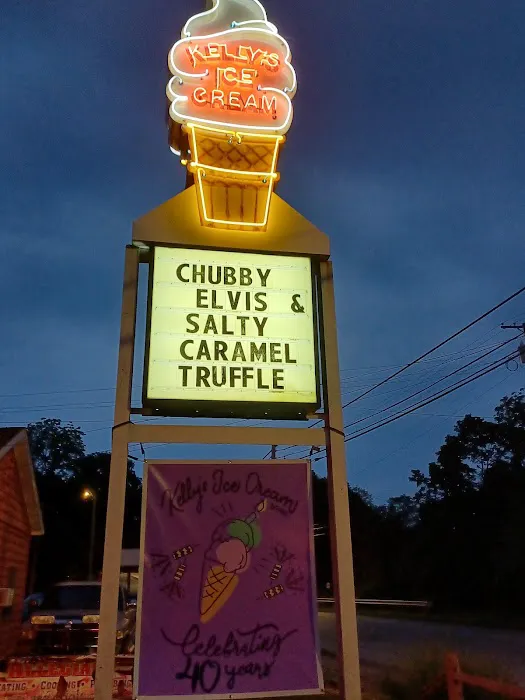 KELLY'S
ICE
CREAM
CHUBBY
ELVIS &
SALTY
CARAMEL
TRUFFLE
Kelly's Ice Cream
Celebrating
40 years